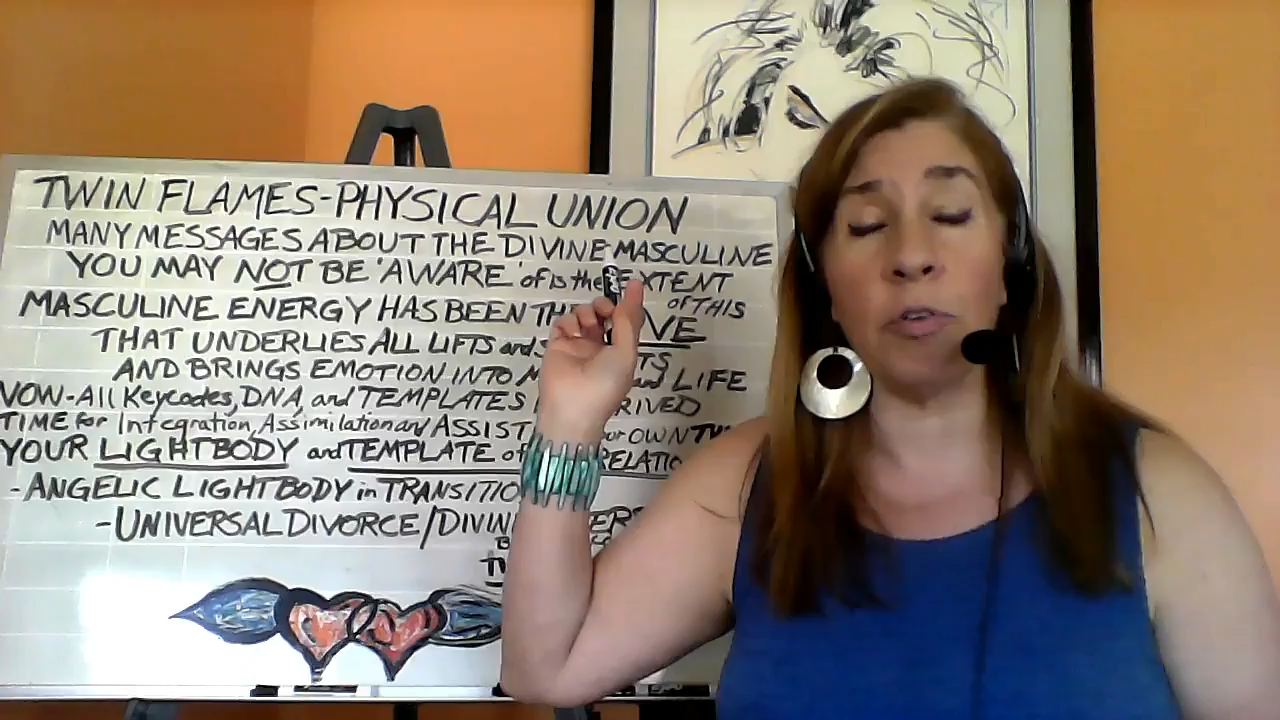 TWIN FLAMES-PHYSICAL UNION
MANY MESSAGES ABOUT THE DIVINE MASCULINE
YOU MAY NOT BE 'AWARE' of is the EXTENT
of THIS
MASCULINE ENERGY HAS BEEN THE
THAT UNDERLIES ALL LIFTS and
AND BRINGS EMOTION INTO and LIFE
NOW-All Keycodes, DNA, and TEMPLATES
TIME for Integration, Assimilation and ASSIST OWN
YOUR LIGHTBODY and TEMPLATE of
-ANGELIC LIGHTBODY in TRANSITIO
-UNIVERSAL DIVORCE/DIVIN